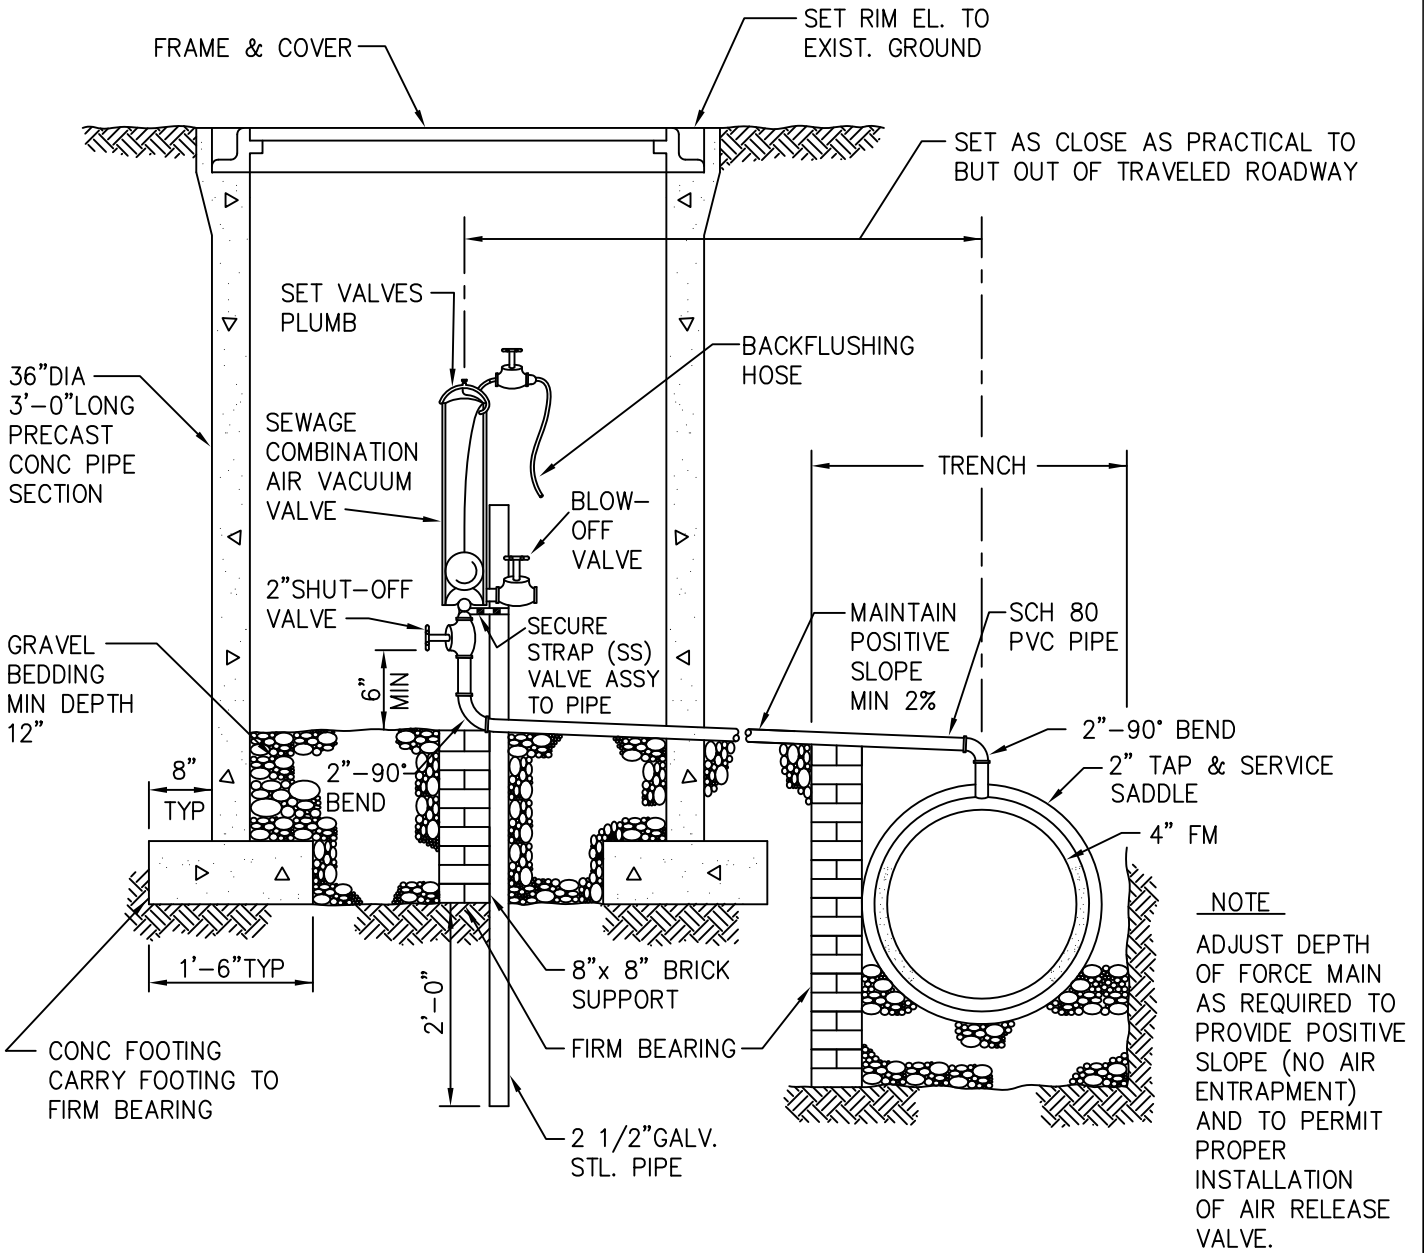 SET RIM EL. TO
EXIST. GROUND
FRAME & COVER
SET AS CLOSE AS PRACTICAL TO
BUT OUT OF TRAVELED ROADWAY
SET VALVES
PLUMB
BACKFLUSHING
HOSE
36"DIA
3'-0"LONG
PRECAST
CONC PIPE
SECTION
SEWAGE
COMBINATION
AIR VACUUM
VALVE
TRENCH
BLOW-
OFF
VALVE
2"SHUT-OFF
VALVE
MAINTAIN
POSITIVE
SLOPE
MIN 2%
SCH 80
PVC PIPE
SECURE
STRAP (SS)
VALVE ASSY
TO PIPE
GRAVEL
BEDDING
MIN DEPTH
12"
6"
MIN
2"-90° BEND
2" TAP & SERVICE
SADDLE
8"
TYP
2"-90°
BEND
4" FM
NOTE
ADJUST DEPTH
OF FORCE MAIN
AS REQUIRED TO
PROVIDE POSITIVE
SLOPE (NO AIR
ENTRAPMENT)
AND TO PERMIT
PROPER
INSTALLATION
OF AIR RELEASE
VALVE.
1'-6"TYP
2'-0"
8"x 8" BRICK
SUPPORT
FIRM BEARING
CONC FOOTING
CARRY FOOTING TO
FIRM BEARING
2 1/2"GALV.
STL. PIPE